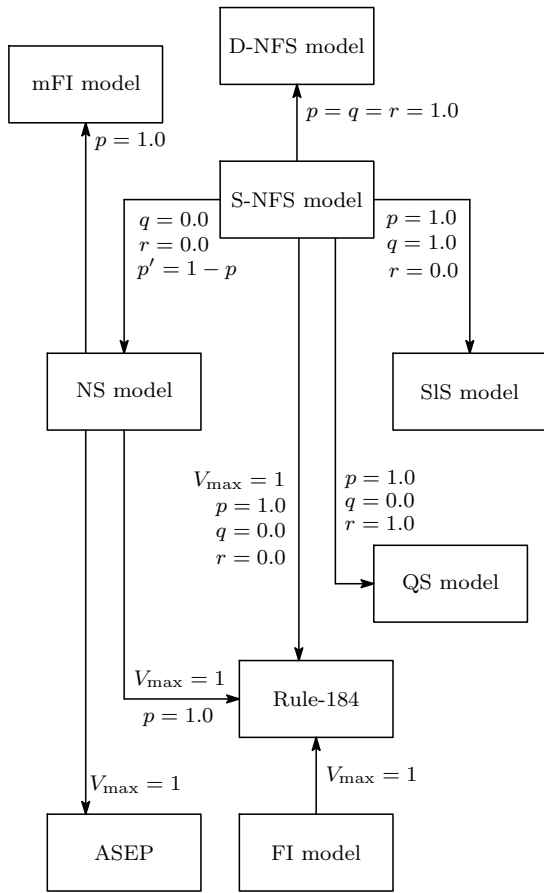 D-NFS model
mFI model
p = q = r = 1.0
p = 1.0
S-NFS model
q = 0.0
r = 0.0
p′ = 1 − p
p = 1.0
q = 1.0
r = 0.0
NS model
SlS model
V_max = 1
p = 1.0
q = 0.0
r = 0.0
p = 1.0
q = 0.0
r = 1.0
QS model
V_max = 1
p = 1.0
Rule-184
V_max = 1
V_max = 1
ASEP
FI model